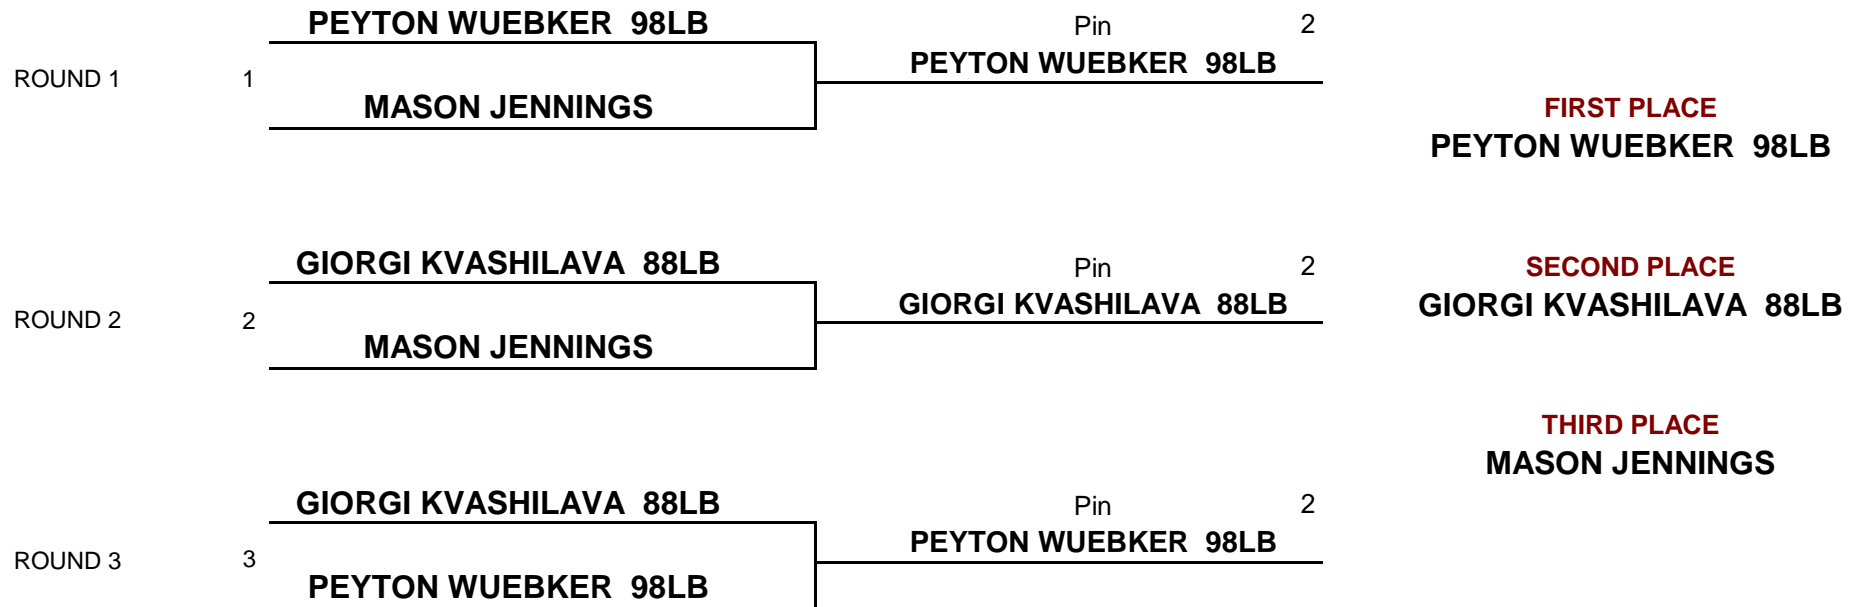 PEYTON WUEBKER 98LB
Pin 2
PEYTON WUEBKER 98LB
ROUND 1 1
MASON JENNINGS
FIRST PLACE
PEYTON WUEBKER 98LB
GIORGI KVASHILAVA 88LB
Pin 2
SECOND PLACE
GIORGI KVASHILAVA 88LB
GIORGI KVASHILAVA 88LB
ROUND 2 2
MASON JENNINGS
THIRD PLACE
MASON JENNINGS
GIORGI KVASHILAVA 88LB
Pin 2
PEYTON WUEBKER 98LB
ROUND 3 3
PEYTON WUEBKER 98LB